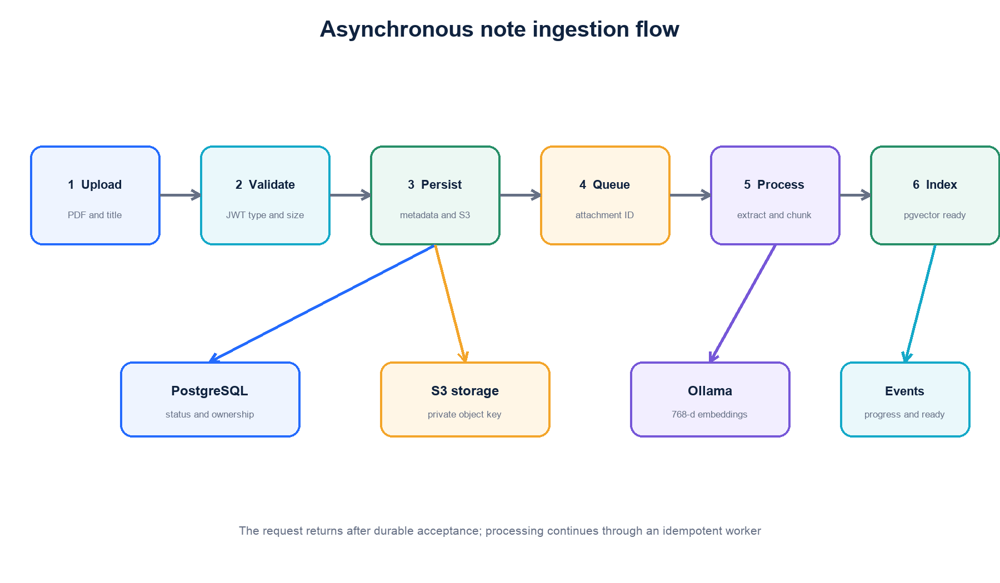 Asynchronous note ingestion flow
1 Upload
PDF and title
2 Validate
JWT type and size
3 Persist
metadata and S3
4 Queue
attachment ID
5 Process
extract and chunk
6 Index
pgvector ready
PostgreSQL
status and ownership
S3 storage
private object key
Ollama
768-d embeddings
Events
progress and ready
The request returns after durable acceptance; processing continues through an idempotent worker